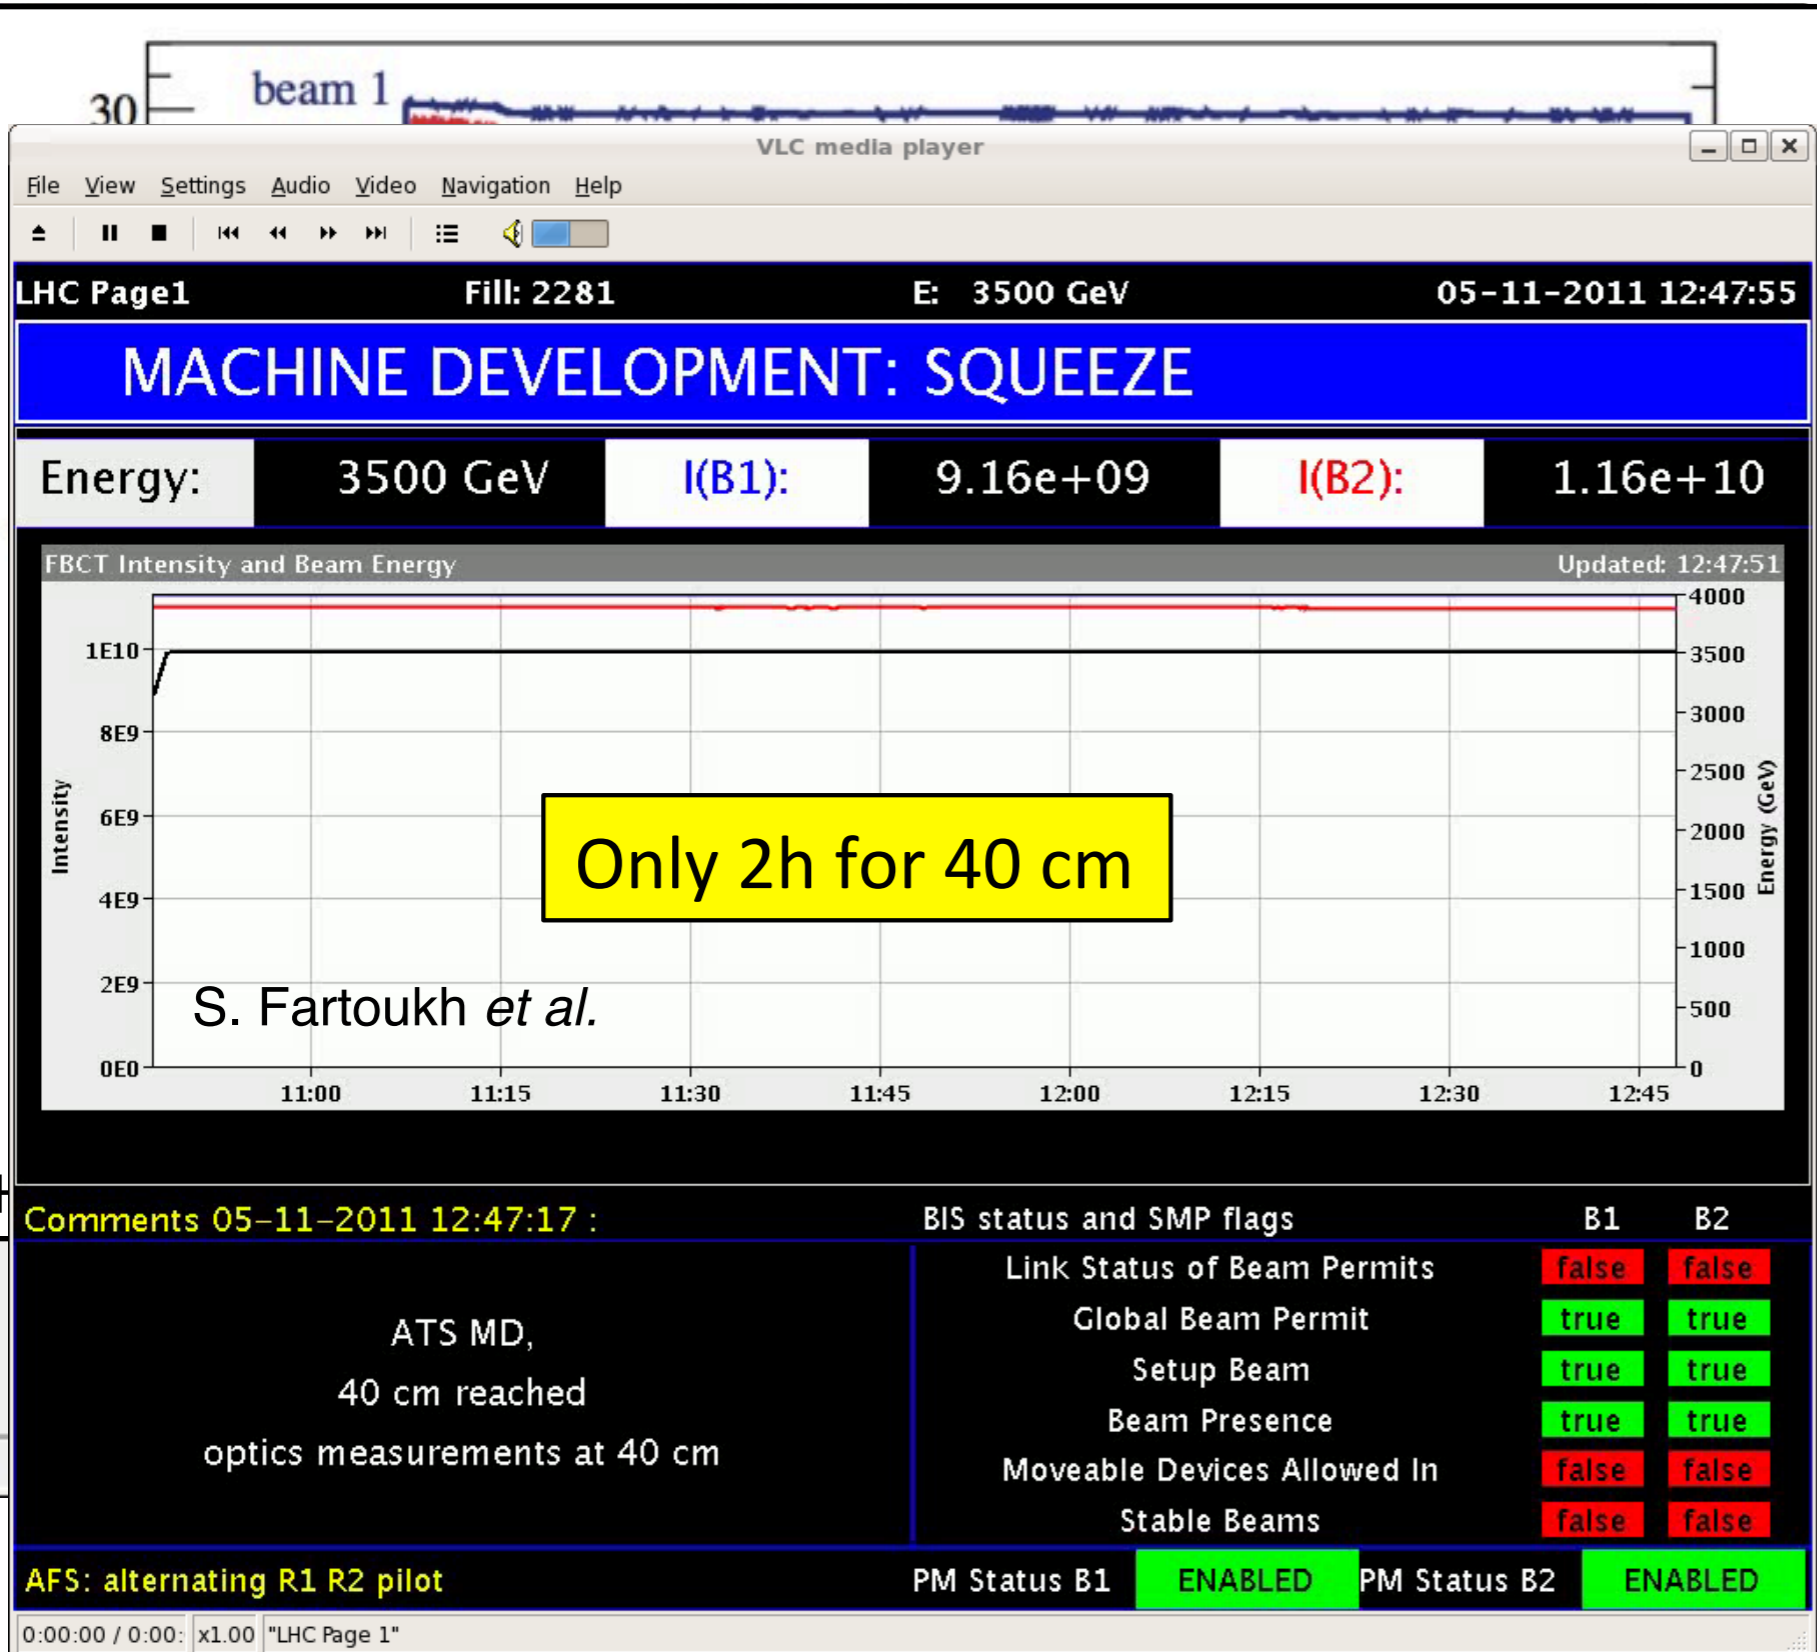 beam 1
30
VLC media player
File View Settings Audio Video Navigation Help
LHC Page1 Fill: 2281 E: 3500 GeV 05-11-2011 12:47:55
MACHINE DEVELOPMENT: SQUEEZE
Energy: 3500 GeV I(B1): 9.16e+09 I(B2): 1.16e+10
FBCT Intensity and Beam Energy Updated: 12:47:51
4000
1E10
3500
8E9
3000
2500
6E9
2000
4E9
1500
1000
2E9
500
0E0
0
Intensity
Energy (GeV)
Only 2h for 40 cm
S. Fartoukh et al.
11:00 11:15 11:30 11:45 12:00 12:15 12:30 12:45
Comments 05-11-2011 12:47:17 :
ATS MD,
40 cm reached
optics measurements at 40 cm
BIS status and SMP flags B1 B2
Link Status of Beam Permits false false
Global Beam Permit true true
Setup Beam true true
Beam Presence true true
Moveable Devices Allowed In false false
Stable Beams false false
AFS: alternating R1 R2 pilot PM Status B1 ENABLED PM Status B2 ENABLED
0:00:00 / 0:00: x1.00 "LHC Page 1"